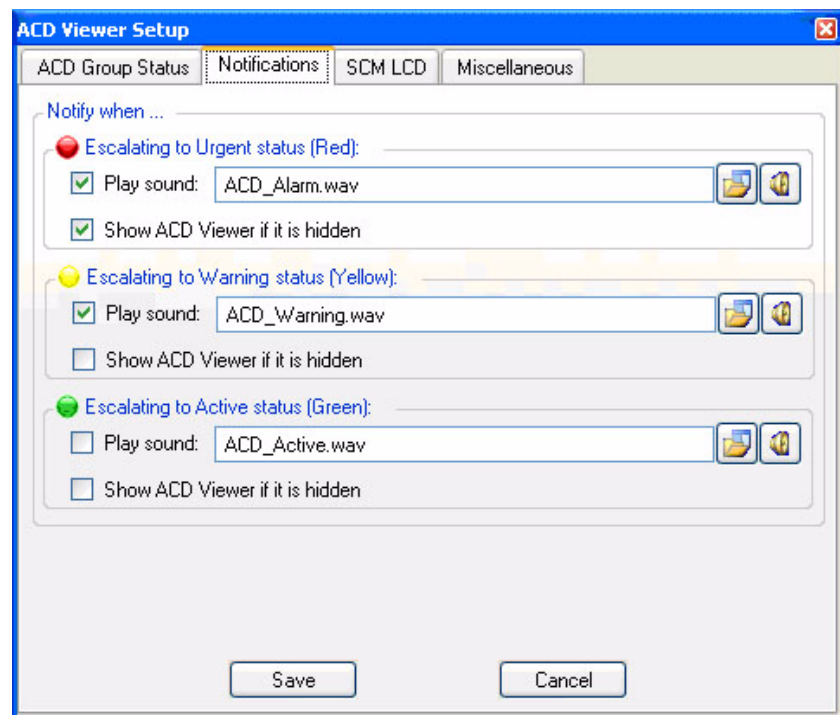 ACD Viewer Setup
ACD Group Status
Notifications
SCM LCD
Miscellaneous
Notify when ...
Escalating to Urgent status (Red):
Play sound: ACD_Alarm.wav
Show ACD Viewer if it is hidden
Escalating to Warning status (Yellow):
Play sound: ACD_Warning.wav
Show ACD Viewer if it is hidden
Escalating to Active status (Green):
Play sound: ACD_Active.wav
Show ACD Viewer if it is hidden
Save
Cancel